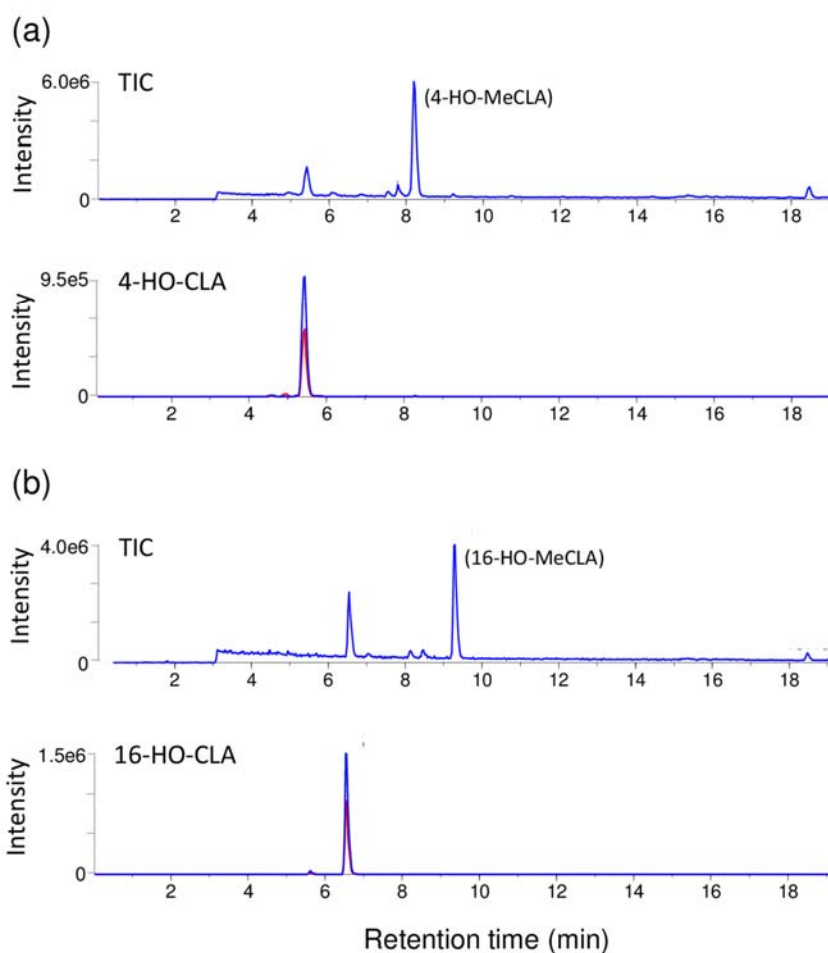 (a)
TIC
6.0e6
(4-HO-MeCLA)
Intensity
0
2 4 6 8 10 12 14 16 18
4-HO-CLA
9.5e5
Intensity
0
2 4 6 8 10 12 14 16 18
(b)
TIC
4.0e6
(16-HO-MeCLA)
Intensity
0
2 4 6 8 10 12 14 16 18
16-HO-CLA
1.5e6
Intensity
0
2 4 6 8 10 12 14 16 18
Retention time (min)